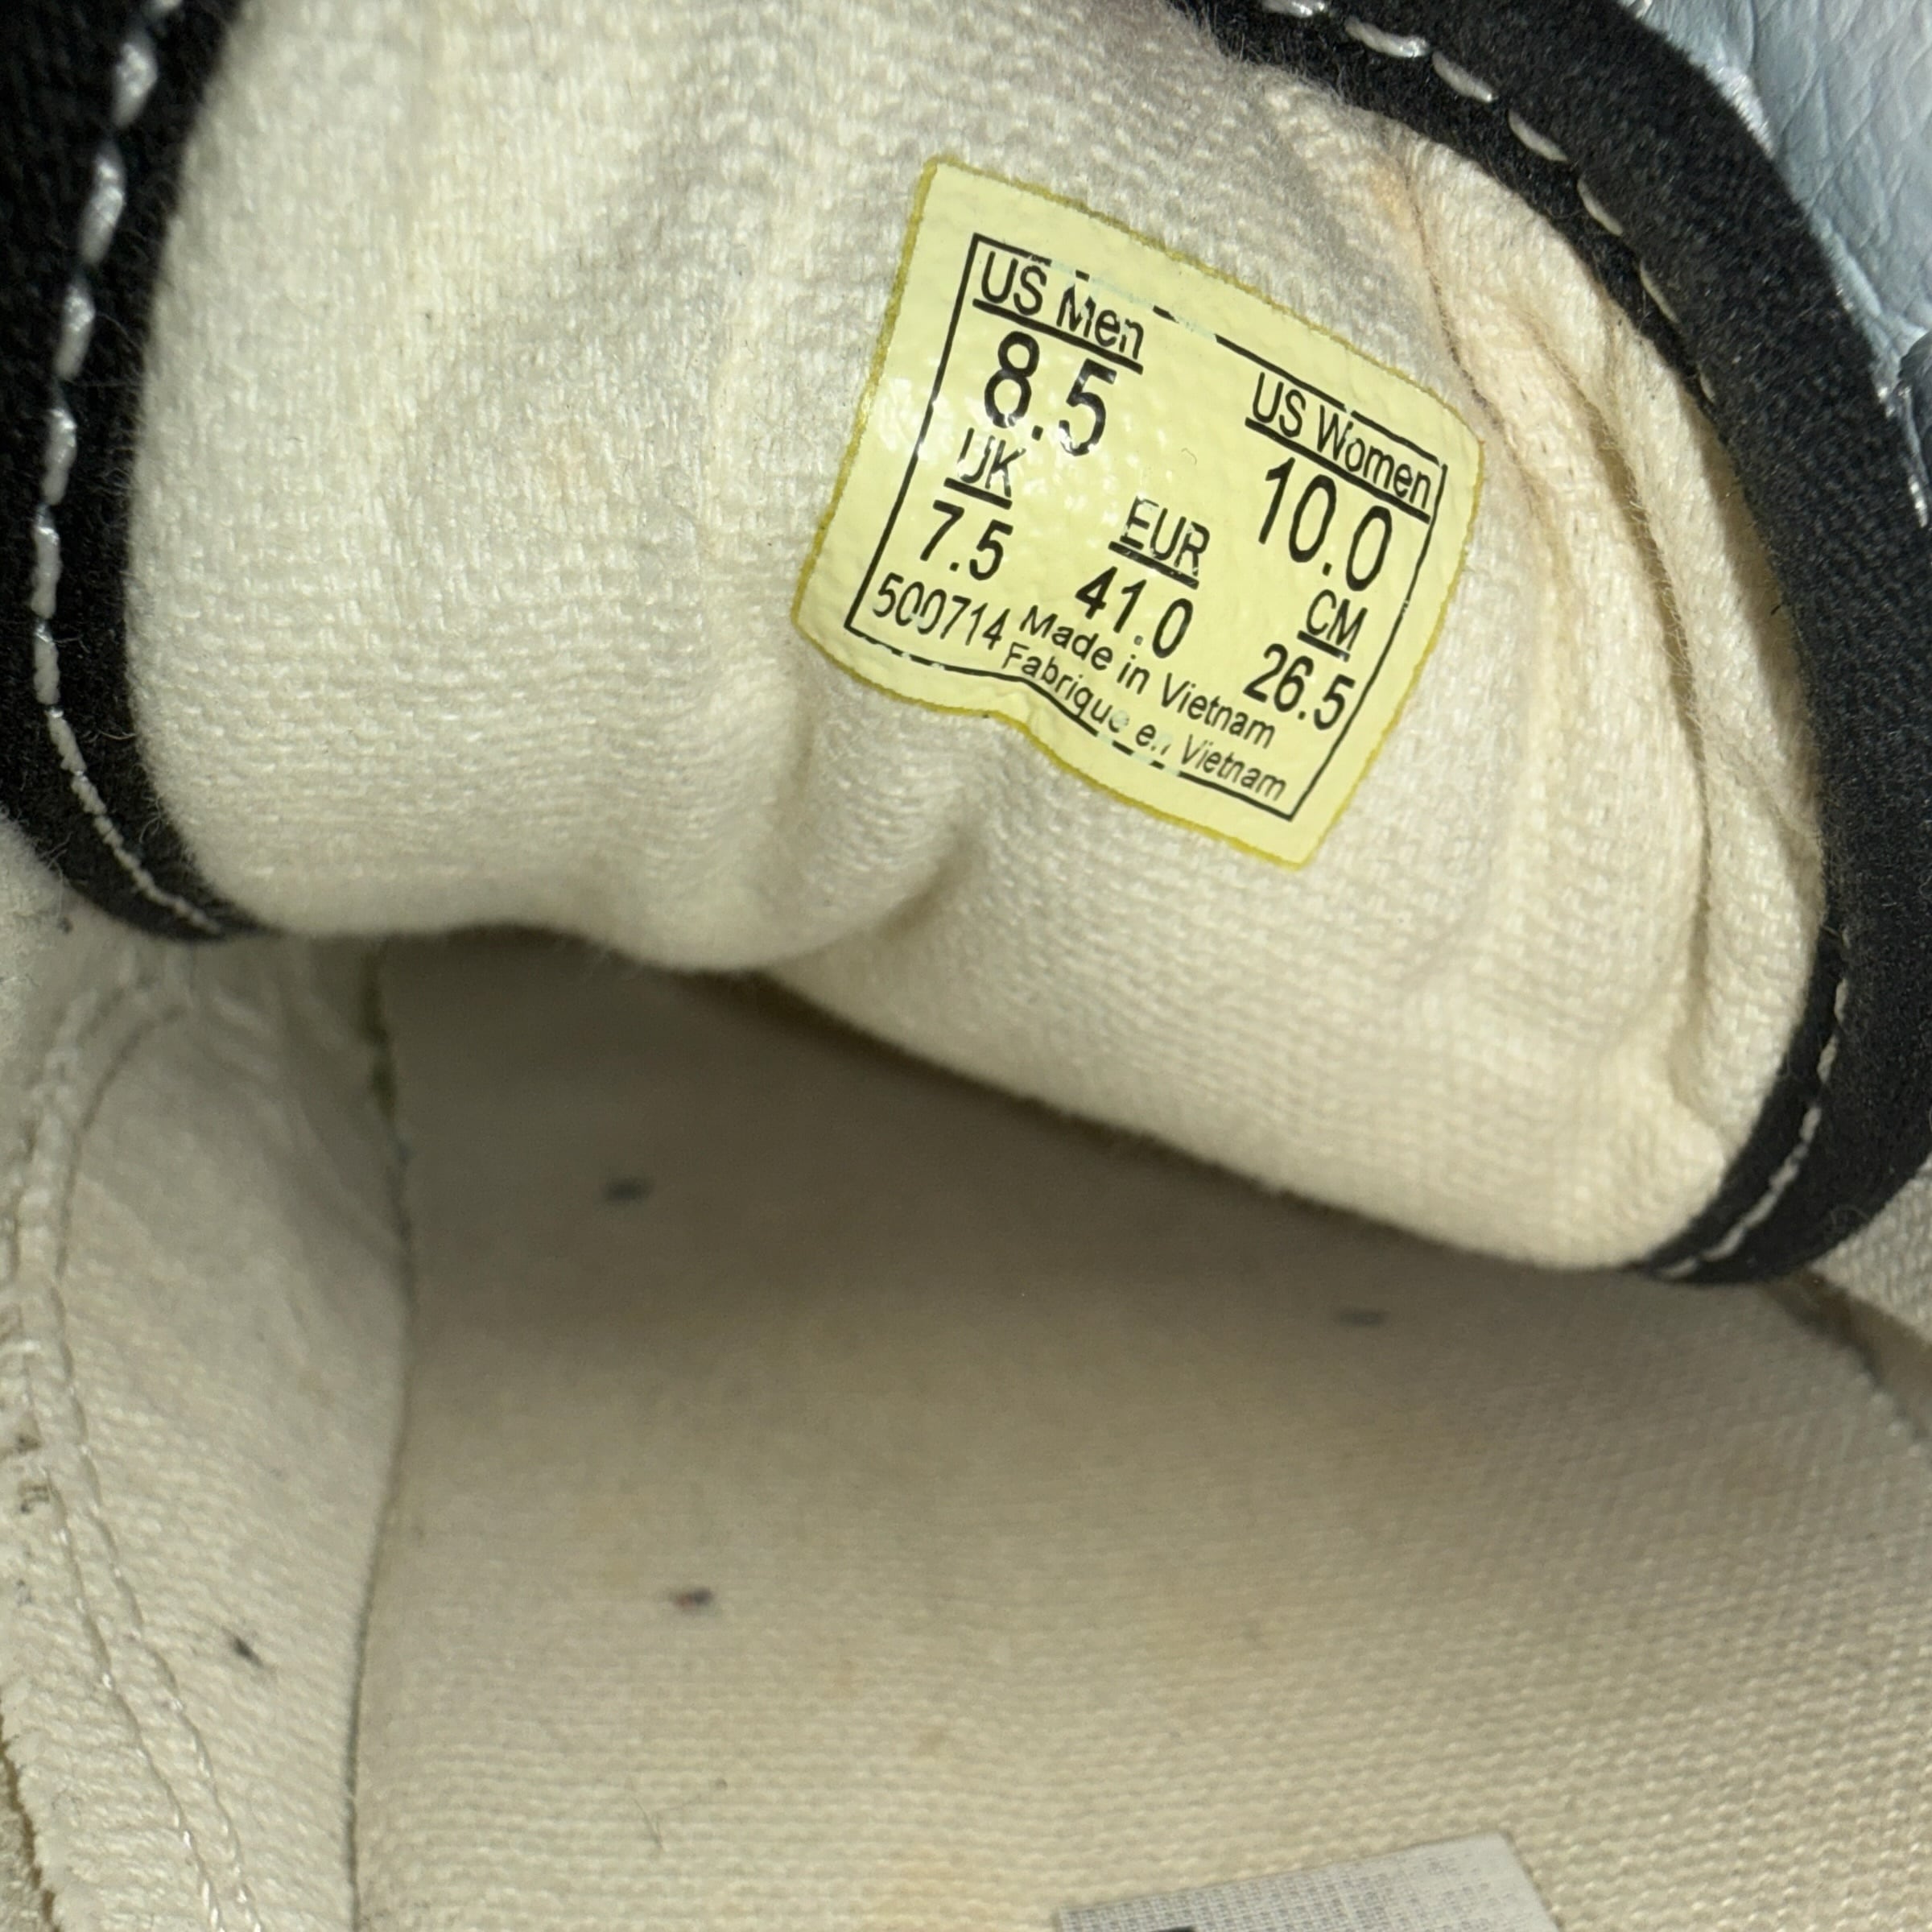 US Men US Women
8.5 10.0
UK EUR CM
7.5 41.0 26.5
500714 Made in Vietnam
Fabrique en Vietnam